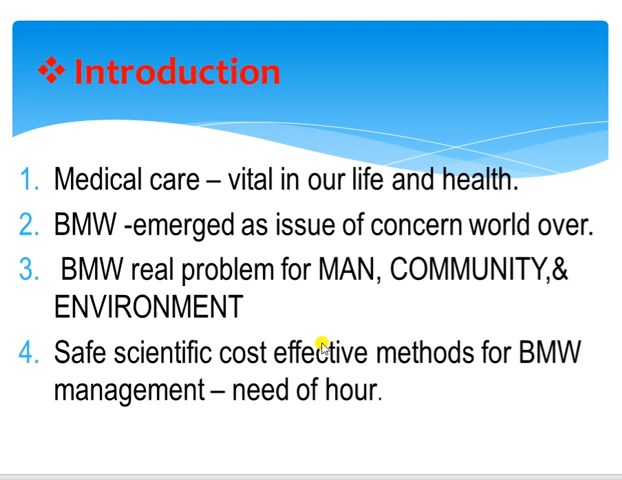 ❖ Introduction
1. Medical care – vital in our life and health.
2. BMW -emerged as issue of concern world over.
3. BMW real problem for MAN, COMMUNITY,&
ENVIRONMENT
4. Safe scientific cost effective methods for BMW
management – need of hour.